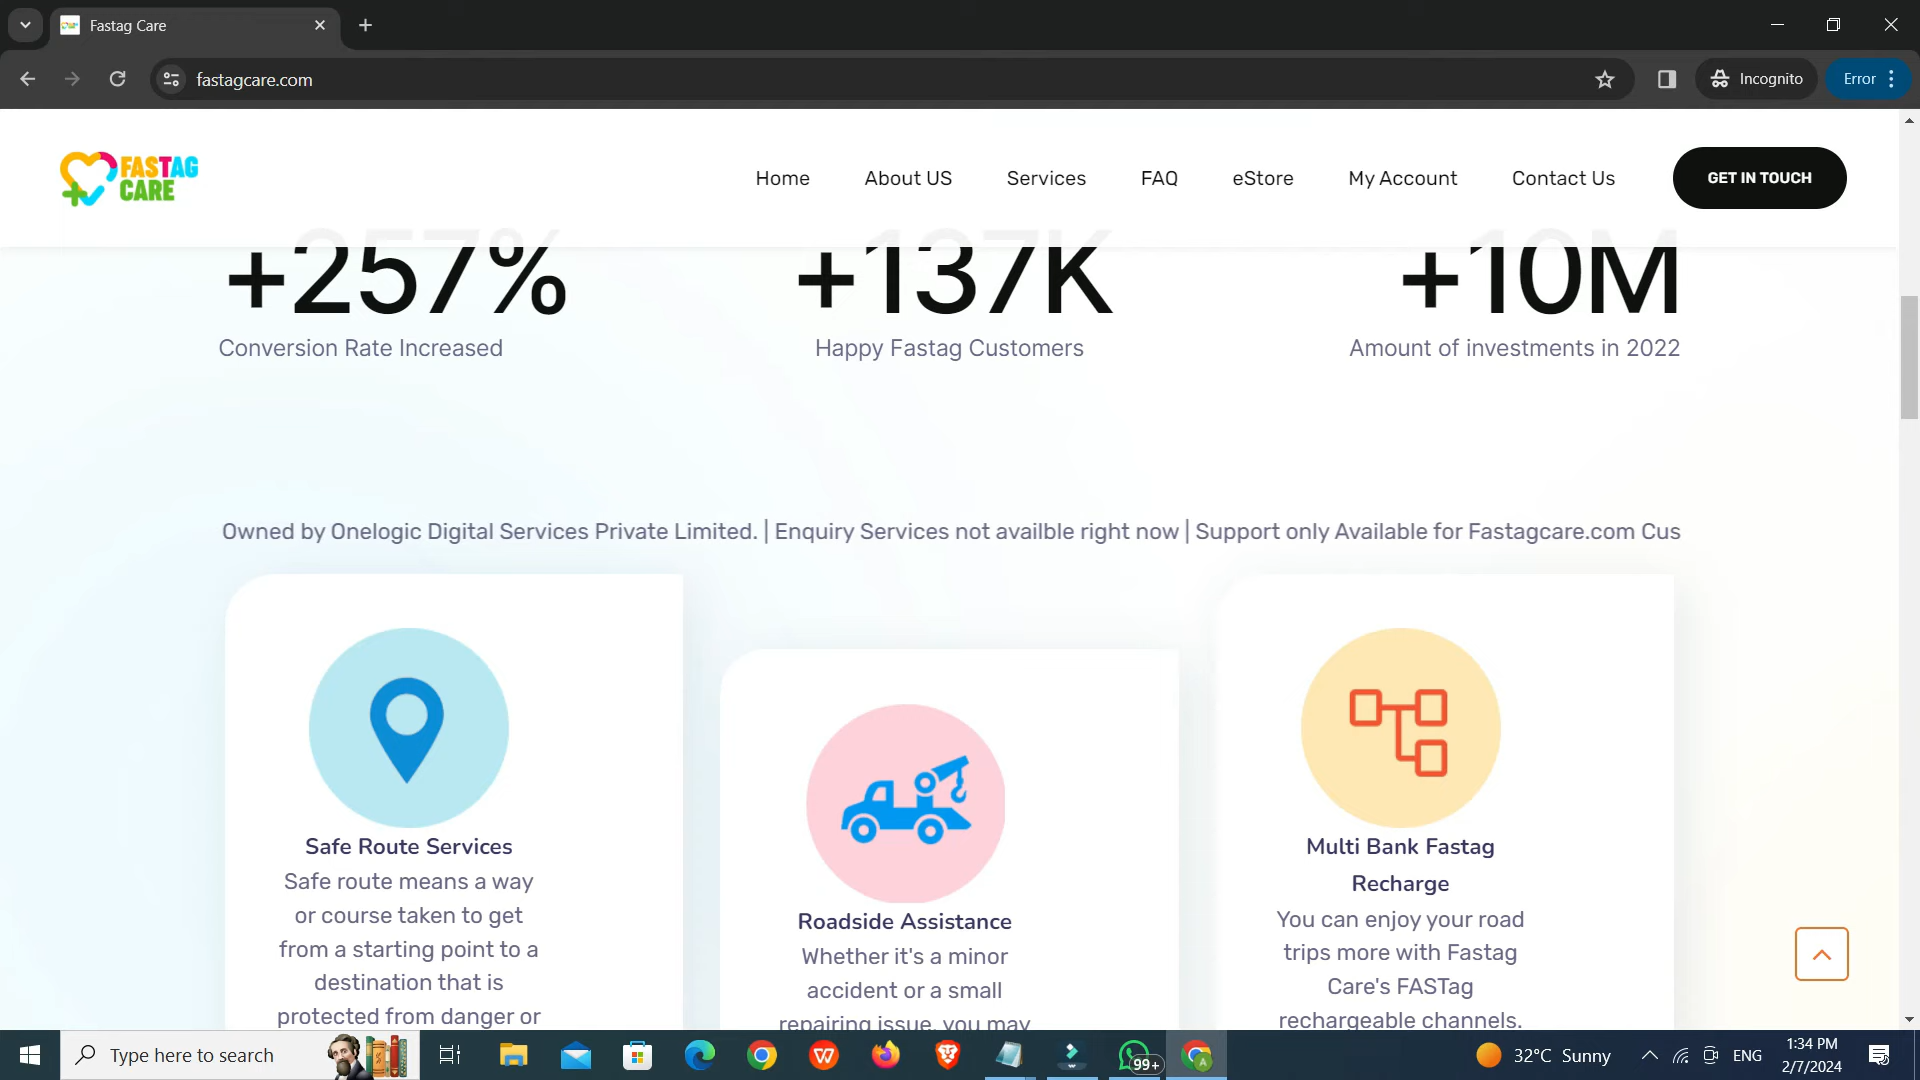 Fastag Care
fastagcare.com
Incognito
Error
FASTAG
CARE
Home
About US
Services
FAQ
eStore
My Account
Contact Us
GET IN TOUCH
+257%
+137K
+10M
Conversion Rate Increased
Happy Fastag Customers
Amount of investments in 2022
Owned by Onelogic Digital Services Private Limited. | Enquiry Services not availble right now | Support only Available for Fastagcare.com Cus
Safe Route Services
Safe route means a way
or course taken to get
from a starting point to a
destination that is
protected from danger or
Roadside Assistance
Whether it's a minor
accident or a small
repairing issue, you may
Multi Bank Fastag
Recharge
You can enjoy your road
trips more with Fastag
Care's FASTag
rechargeable channels.
Type here to search
99+
A
32°C Sunny
ENG
1:34 PM
2/7/2024